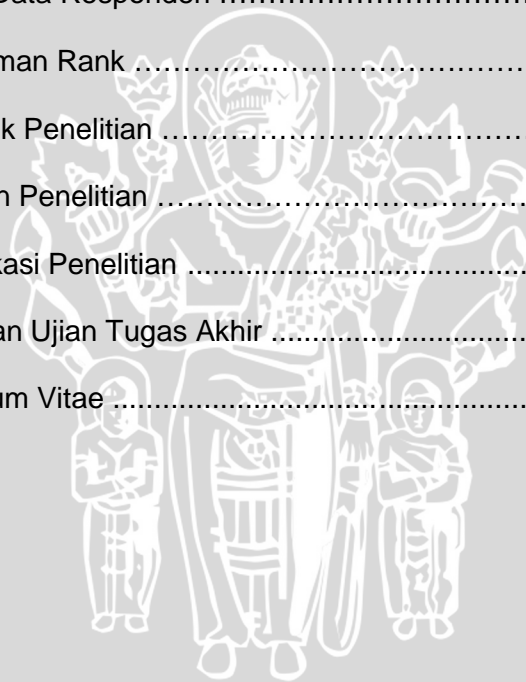 Data Responden ………………………………
man Rank ………………………………………
k Penelitian ……………………………………
n Penelitian ……………………………………
kasi Penelitian ..........................................
an Ujian Tugas Akhir ................................
um Vitae ...................................................